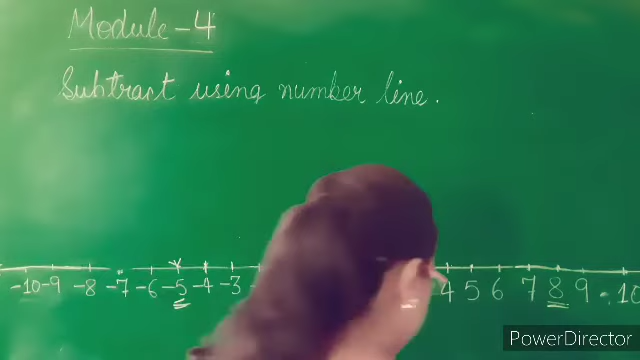 Module-4
Subtract using number line.
-10 -9 -8 -7 -6 -5 -4 -3 4 5 6 7 8 9 10
PowerDirector